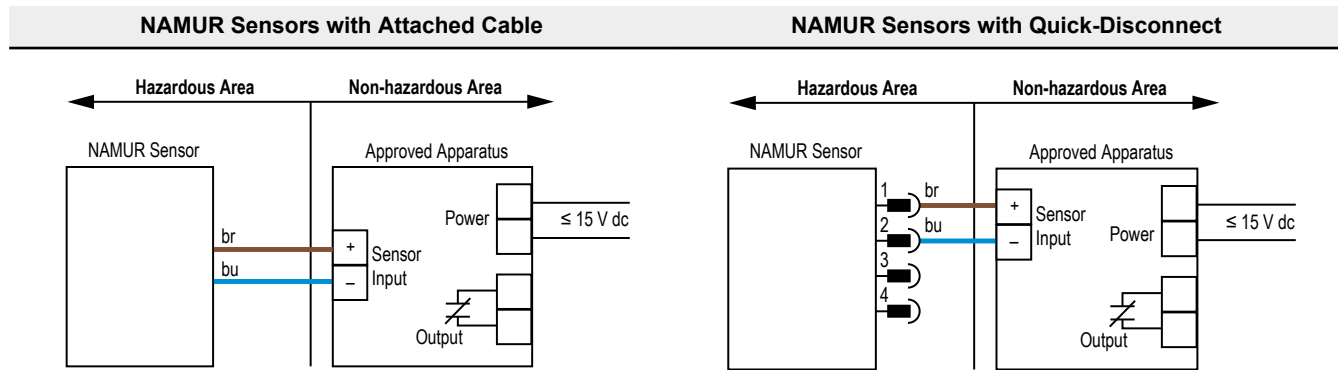 NAMUR Sensors with Attached Cable
Hazardous Area
Non-hazardous Area
NAMUR Sensor
Approved Apparatus
br
bu
+
–
Sensor
Input
Power
≤ 15 V dc
Output
NAMUR Sensors with Quick-Disconnect
Hazardous Area
Non-hazardous Area
NAMUR Sensor
Approved Apparatus
1
br
2
bu
3
4
+
–
Sensor
Input
Power
≤ 15 V dc
Output